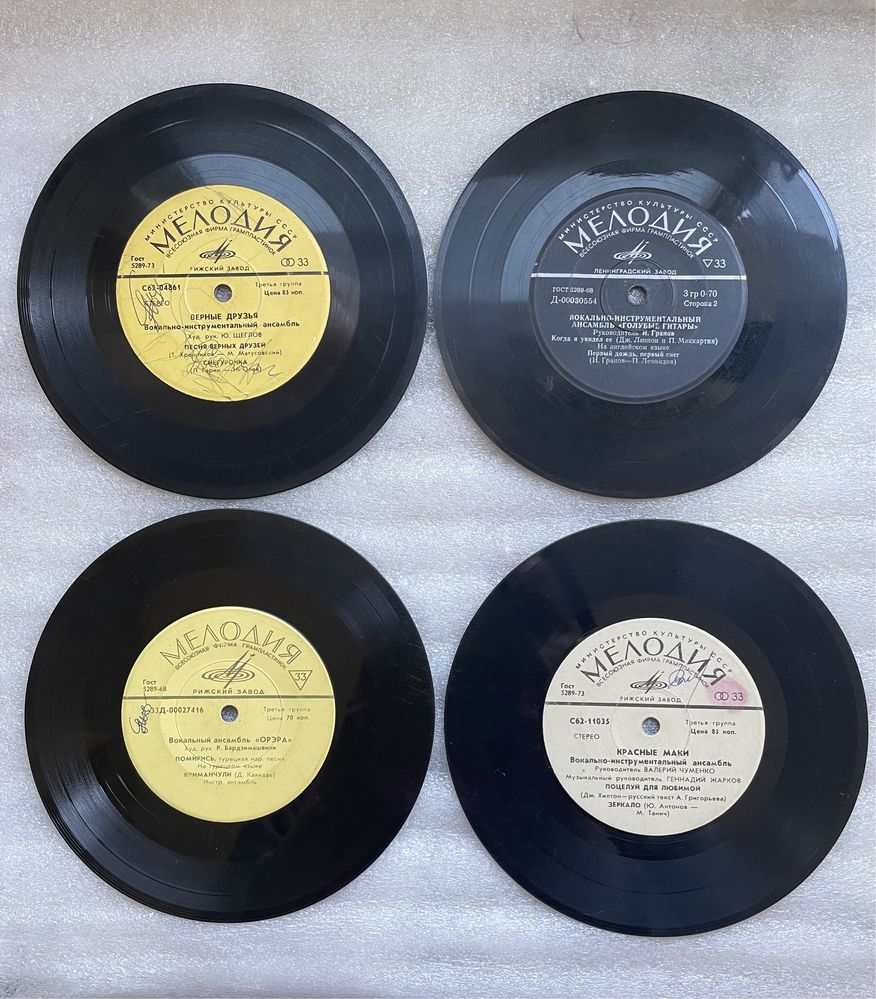 МИНИСТЕРСТВО КУЛЬТУРЫ СССР
МЕЛОДИЯ
ВСЕСОЮЗНАЯ ФИРМА ГРАМПЛАСТИНОК
Гост
5289-73
33
РИЖСКИЙ ЗАВОД
С62-04861
Третья группа
СТЕРЕО
Цена 85 коп.
ВЕРНЫЕ ДРУЗЬЯ
Вокально-инструментальный ансамбль
(Худ. рук. Ю. ЩЕГЛОВ)
ПЕСНЯ ВЕРНЫХ ДРУЗЕЙ
(Т. Хренников — М. Матусовский)
СНЕГУРОЧКА
МИНИСТЕРСТВО КУЛЬТУРЫ СССР
МЕЛОДИЯ
ВСЕСОЮЗНАЯ ФИРМА ГРАМПЛАСТИНОК
33
ЛЕНИНГРАДСКИЙ ЗАВОД
ГОСТ 5289-68
3 гр 0-70
Д-00030554
Сторона 2
ВОКАЛЬНО-ИНСТРУМЕНТАЛЬНЫЙ
АНСАМБЛЬ «ГОЛУБЫЕ ГИТАРЫ»
Руководитель И. Гранов
Когда я увидел ее (Дж. Леннон и П. Маккартни)
На английском языке
Первый дождь, первый снег
(И. Гранов—П. Леонидов)
МЕЛОДИЯ
ВСЕСОЮЗНАЯ ФИРМА ГРАМПЛАСТИНОК
Гост
5289-68
33
РИЖСКИЙ ЗАВОД
33Д-00027416
Третья группа
Цена 70 коп.
Вокальный ансамбль «ОРЭРА»
Худ. рук. Р. Бардзимашвили
ПОМИРИСЬ, турецкая нар. песня
На турецком языке
КРИМАНЧУЛИ (Д. Кахидзе)
Инстр. ансамбль
МИНИСТЕРСТВО КУЛЬТУРЫ СССР
МЕЛОДИЯ
ВСЕСОЮЗНАЯ ФИРМА ГРАМПЛАСТИНОК
Гост
5289-73
33
РИЖСКИЙ ЗАВОД
С62-11035
Третья группа
СТЕРЕО
Цена 85 коп.
КРАСНЫЕ МАКИ
Вокально-инструментальный ансамбль
Руководитель ВАЛЕРИЙ ЧУМЕНКО
Музыкальный руководитель ГЕННАДИЙ ЖАРКОВ
ПОЦЕЛУЙ ДЛЯ ЛЮБИМОЙ
(Дж. Хилтон—русский текст А. Григорьева)
ЗЕРКАЛО (Ю. Антонов —
М. Танич)